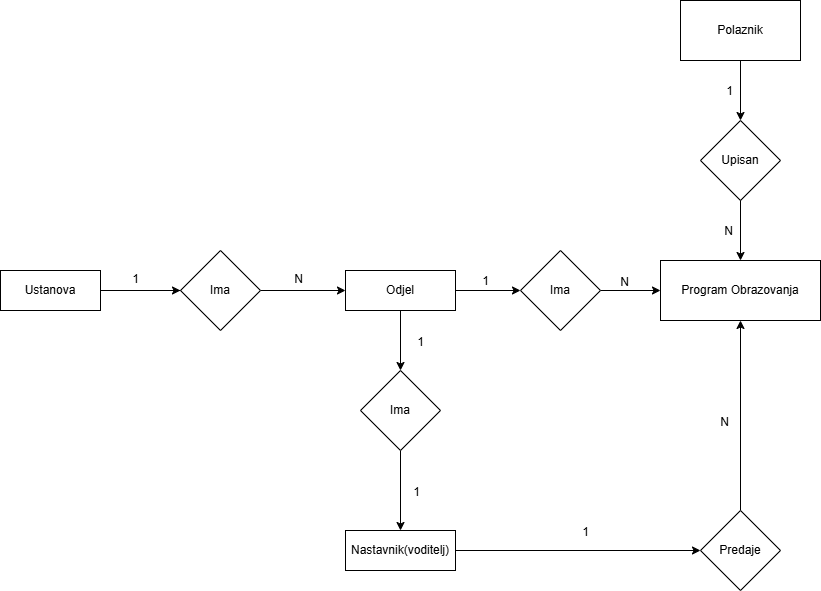 Polaznik
1
Upisan
N
Ustanova
1
Ima
N
Odjel
1
Ima
N
Program Obrazovanja
1
Ima
1
N
Nastavnik(voditelj)
1
Predaje